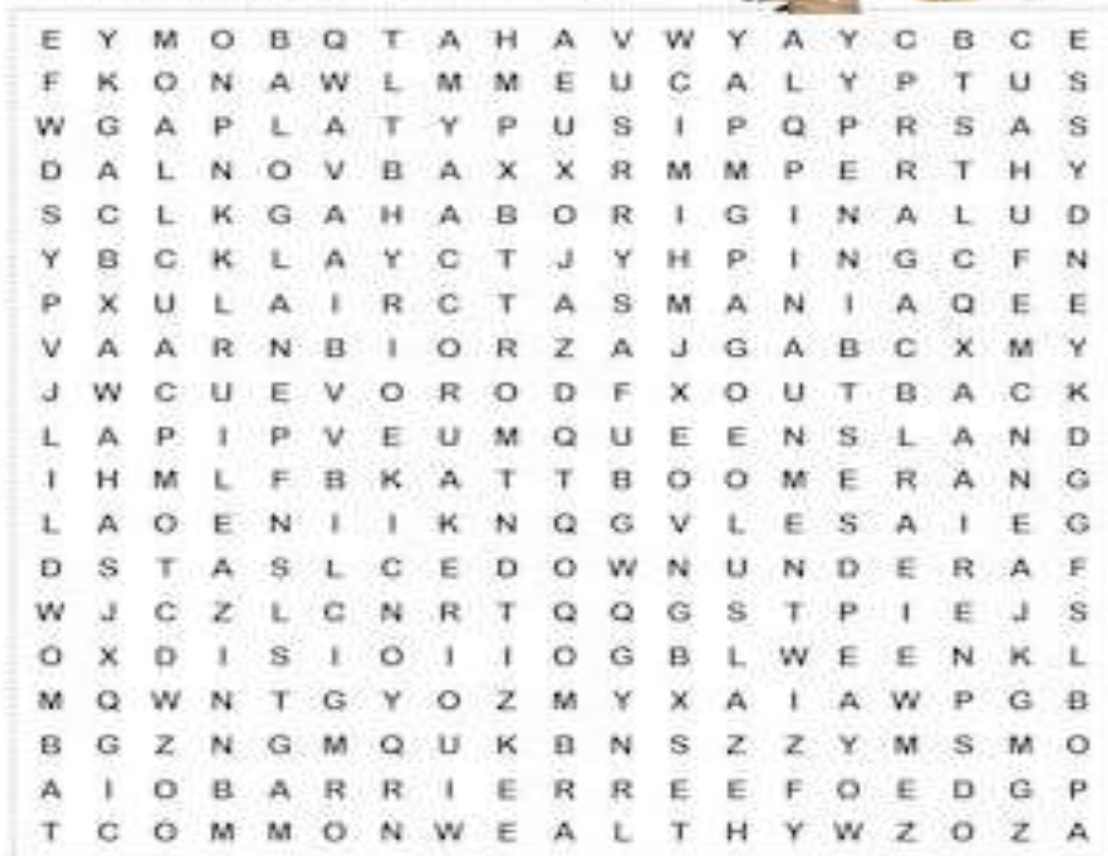 E Y M O B Q T A H A V W Y A Y C B C E
F K O N A W L M M E U C A L Y P T U S
W G A P L A T Y P U S I P Q P R S A S
D A L N O V B A X X R M M P E R T H Y
S C L K G A H A B O R I G I N A L U D
Y B C K L A Y C T J Y H P I N G C F N
P X U L A I R C T A S M A N I A Q E E
V A A R N B I O R Z A J G A B C X M Y
J W C U E V O R O D F X O U T B A C K
L A P I P V E U M Q U E E N S L A N D
I H M L F B K A T T B O O M E R A N G
L A O E N I I K N Q G V L E S A I E G
D S T A S L C E D O W N U N D E R A F
W J C Z L C N R T Q Q G S T P I E J S
O X D I S I O I I O G B L W E E N K L
M Q W N T G Y O Z M Y X A I A W P G B
B G Z N G M Q U K B N S Z Z Y M S M O
A I O B A R R I E R R E E F O E D G P
T C O M M O N W E A L T H Y W Z O Z A